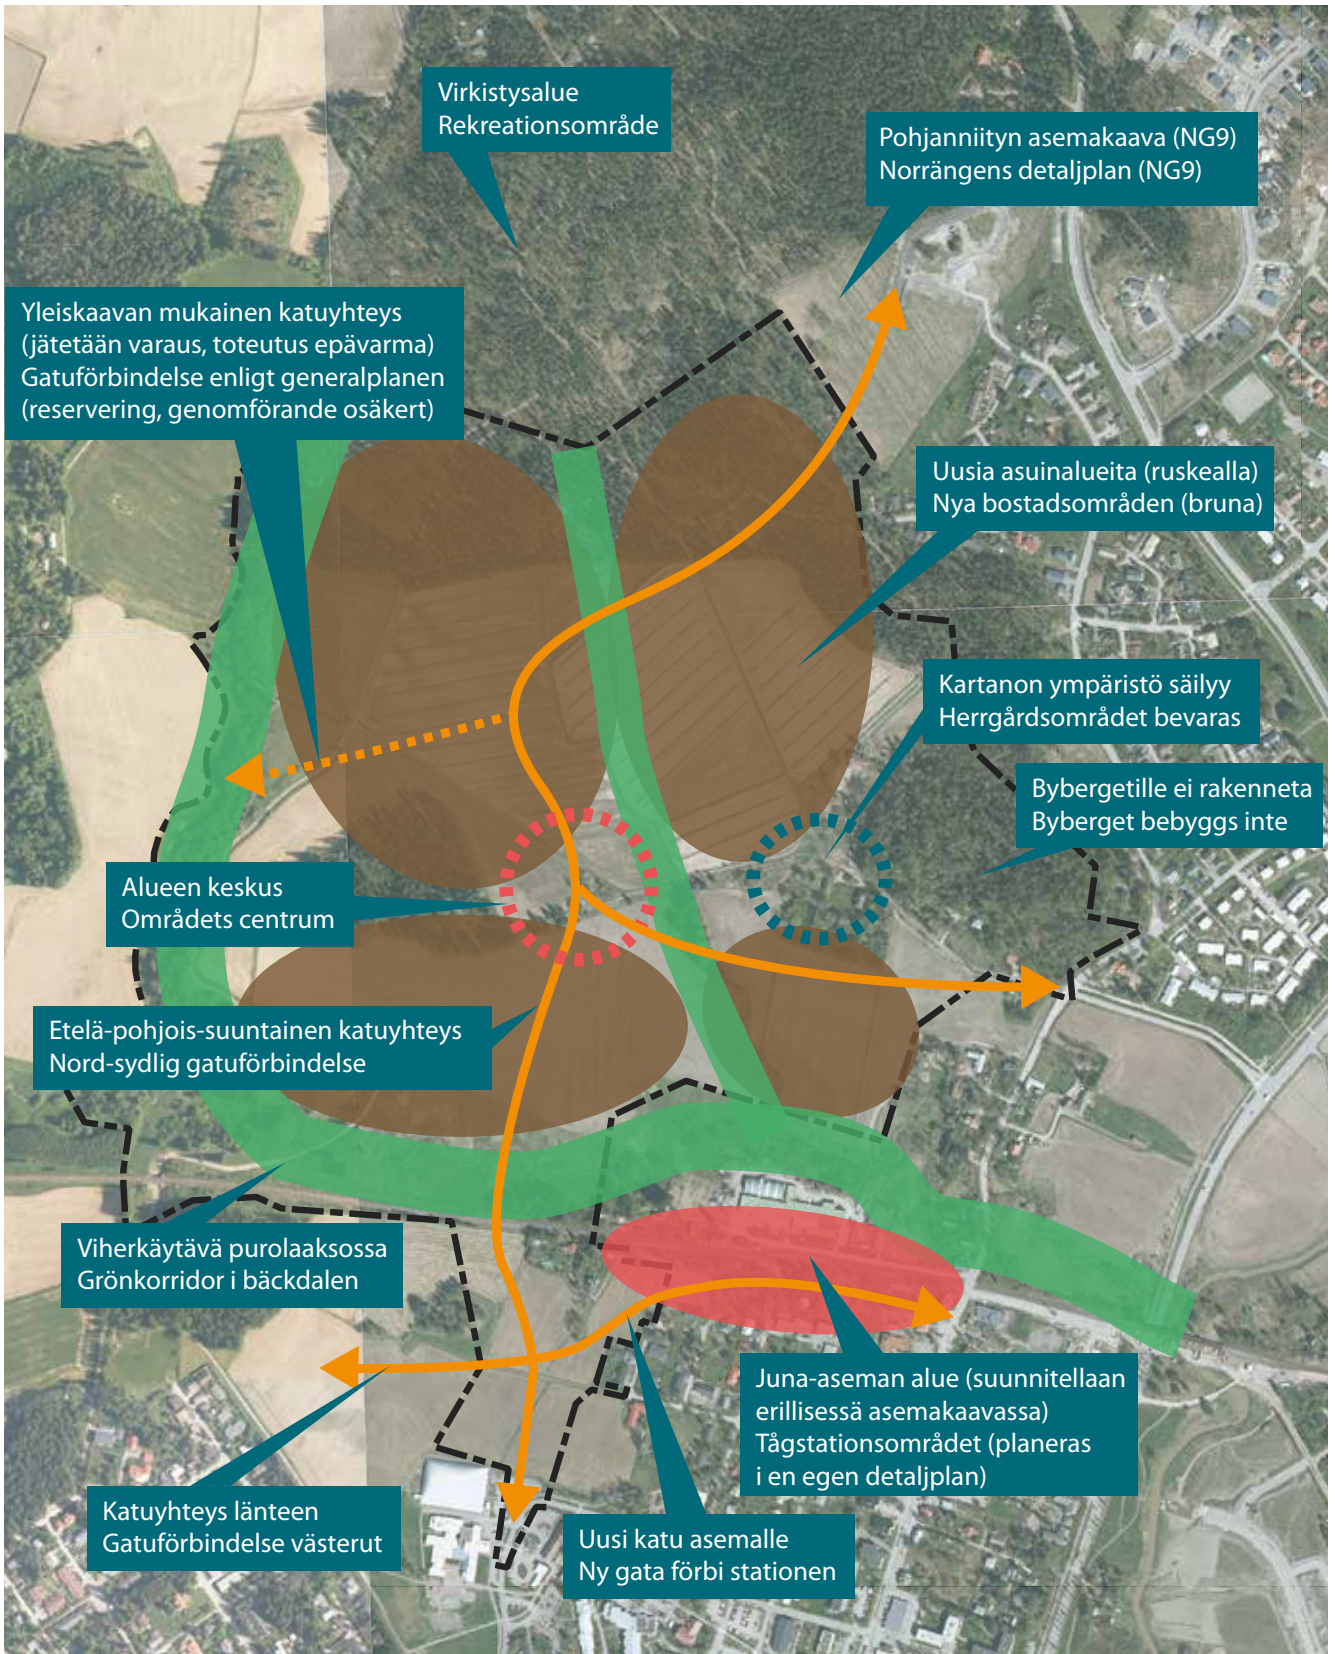 Virkistysalue
Rekreationsområde
Pohjanniityn asemakaava (NG9)
Norrängens detaljplan (NG9)
Yleiskaavan mukainen katuyhteys
(jätetään varaus, toteutus epävarma)
Gatuförbindelse enligt generalplanen
(reservering, genomförande osäkert)
Uusia asuinalueita (ruskealla)
Nya bostadsområden (bruna)
Kartanon ympäristö säilyy
Herrgårdsområdet bevaras
Bybergetille ei rakenneta
Byberget bebyggs inte
Alueen keskus
Områdets centrum
Etelä-pohjois-suuntainen katuyhteys
Nord-sydlig gatuförbindelse
Viherkäytävä purolaaksossa
Grönkorridor i bäckdalen
Juna-aseman alue (suunnitellaan
erillisessä asemakaavassa)
Tågstationsområdet (planeras
i en egen detaljplan)
Katuyhteys länteen
Gatuförbindelse västerut
Uusi katu asemalle
Ny gata förbi stationen